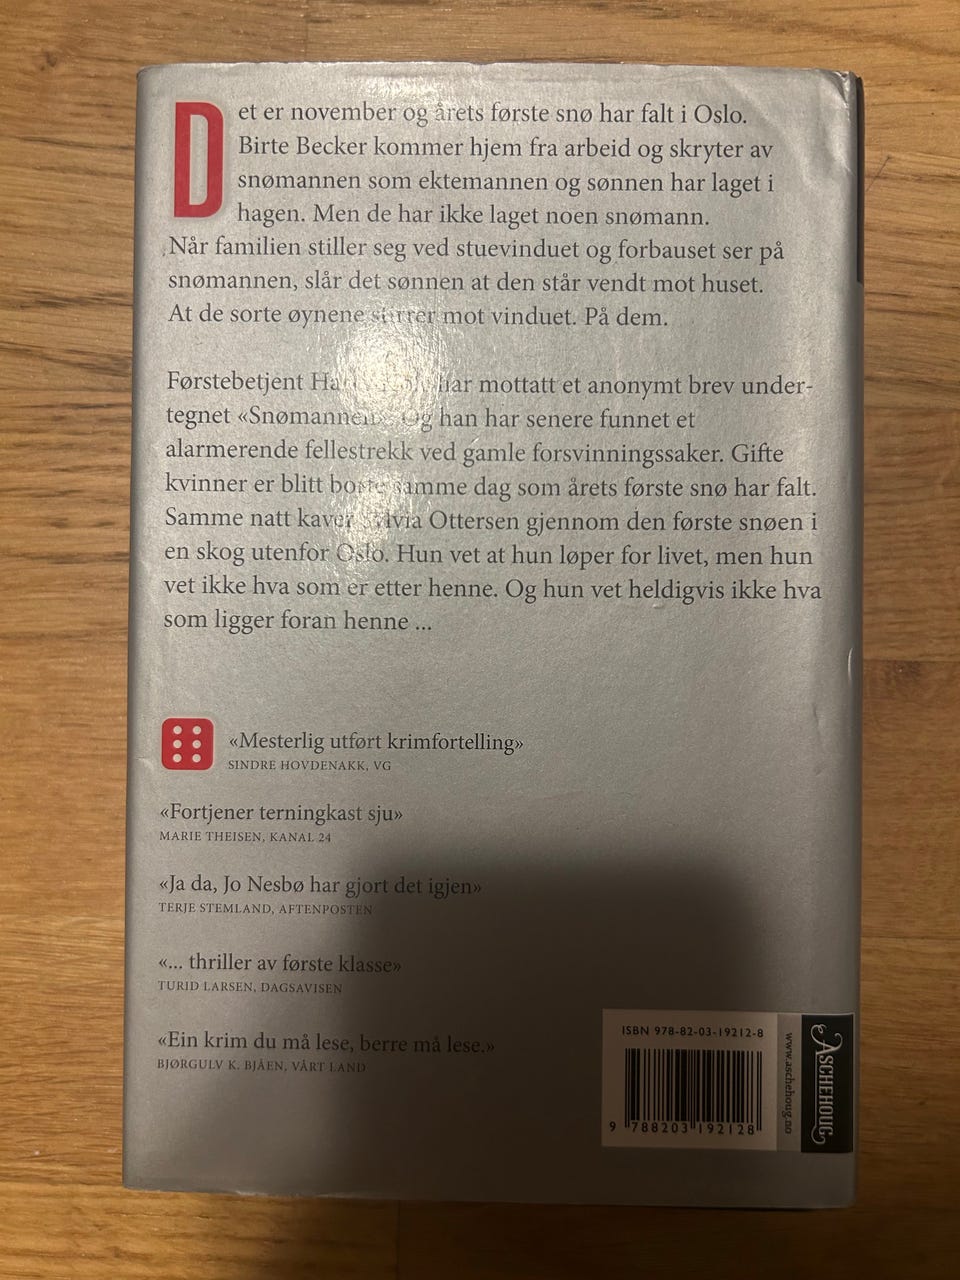 Det er november og årets første snø har falt i Oslo.
Birte Becker kommer hjem fra arbeid og skryter av
snømannen som ektemannen og sønnen har laget i
hagen. Men de har ikke laget noen snømann.
Når familien stiller seg ved stuevinduet og forbauset ser på
snømannen, slår det sønnen at den står vendt mot huset.
At de sorte øynene stirrer mot vinduet. På dem.
Førstebetjent har mottatt et anonymt brev under-
tegnet «Snømannen». Og han har senere funnet et
alarmerende fellestrekk ved gamle forsvinningssaker. Gifte
kvinner er blitt borte samme dag som årets første snø har falt.
Samme natt kaver Sylvia Ottersen gjennom den første snøen i
en skog utenfor Oslo. Hun vet at hun løper for livet, men hun
vet ikke hva som er etter henne. Og hun vet heldigvis ikke hva
som ligger foran henne ...
«Mesterlig utført krimfortelling»
SINDRE HOVDENAKK, VG
«Fortjener terningkast sju»
MARIE THEISEN, KANAL 24
«Ja da, Jo Nesbø har gjort det igjen»
TERJE STEMLAND, AFTENPOSTEN
«... thriller av første klasse»
TURID LARSEN, DAGSAVISEN
«Ein krim du må lese, berre må lese.»
BJØRGULV K. BJÅEN, VÅRT LAND
ISBN 978-82-03-19212-8
9 788203 192128
www.aschehoug.no
ASCHEHOUG